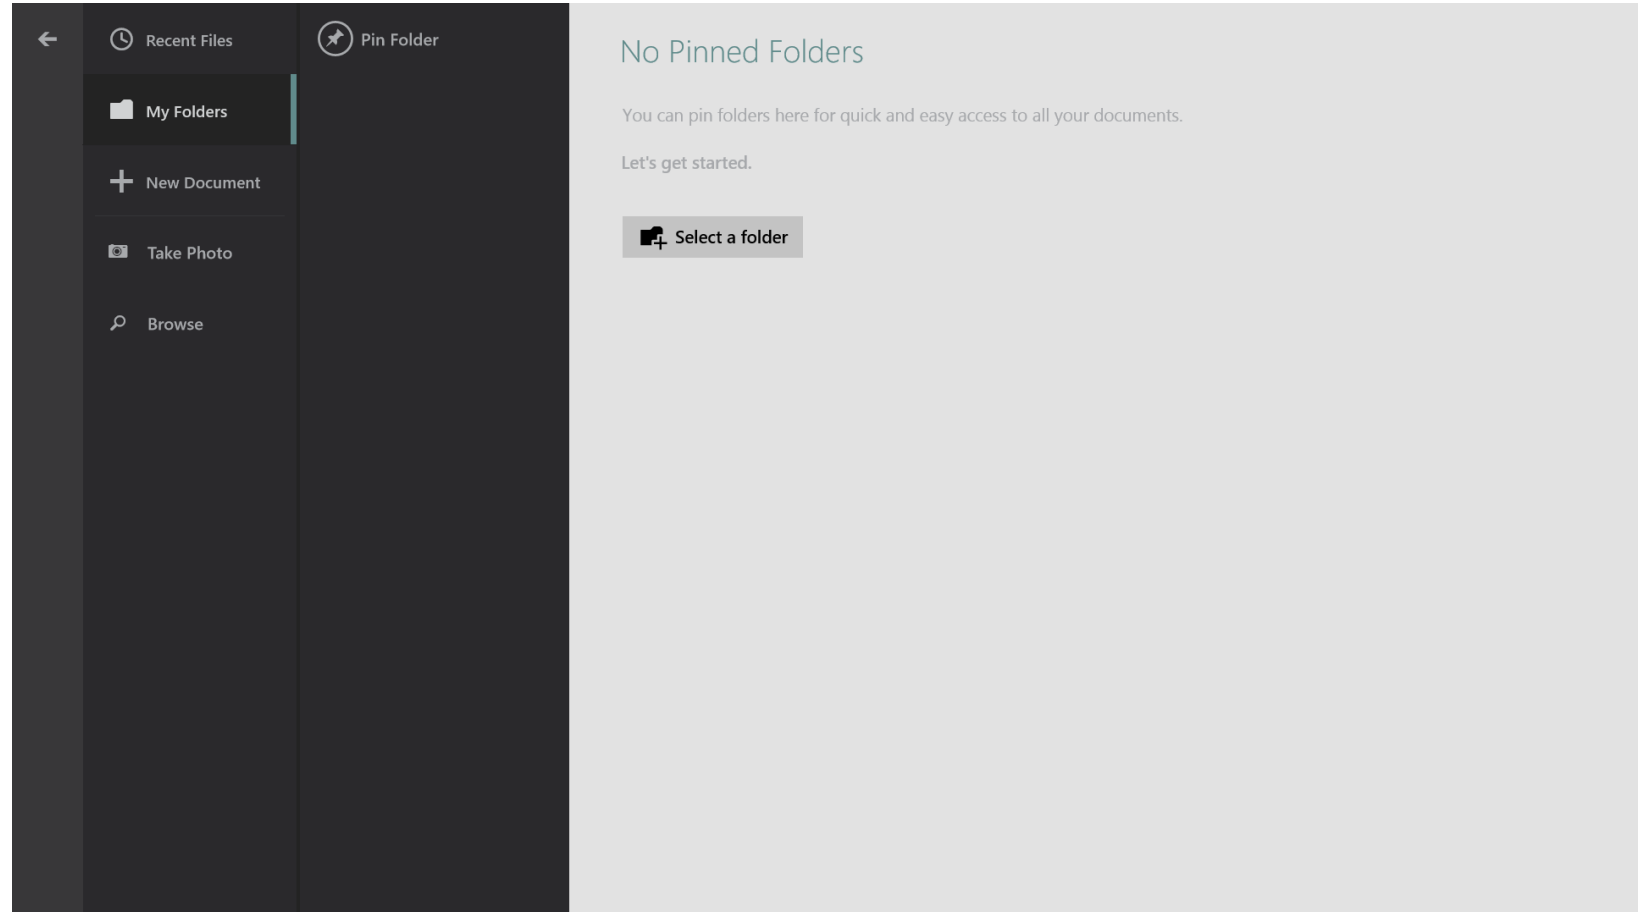 Recent Files
My Folders
New Document
Take Photo
Browse
Pin Folder
No Pinned Folders
You can pin folders here for quick and easy access to all your documents.
Let's get started.
Select a folder